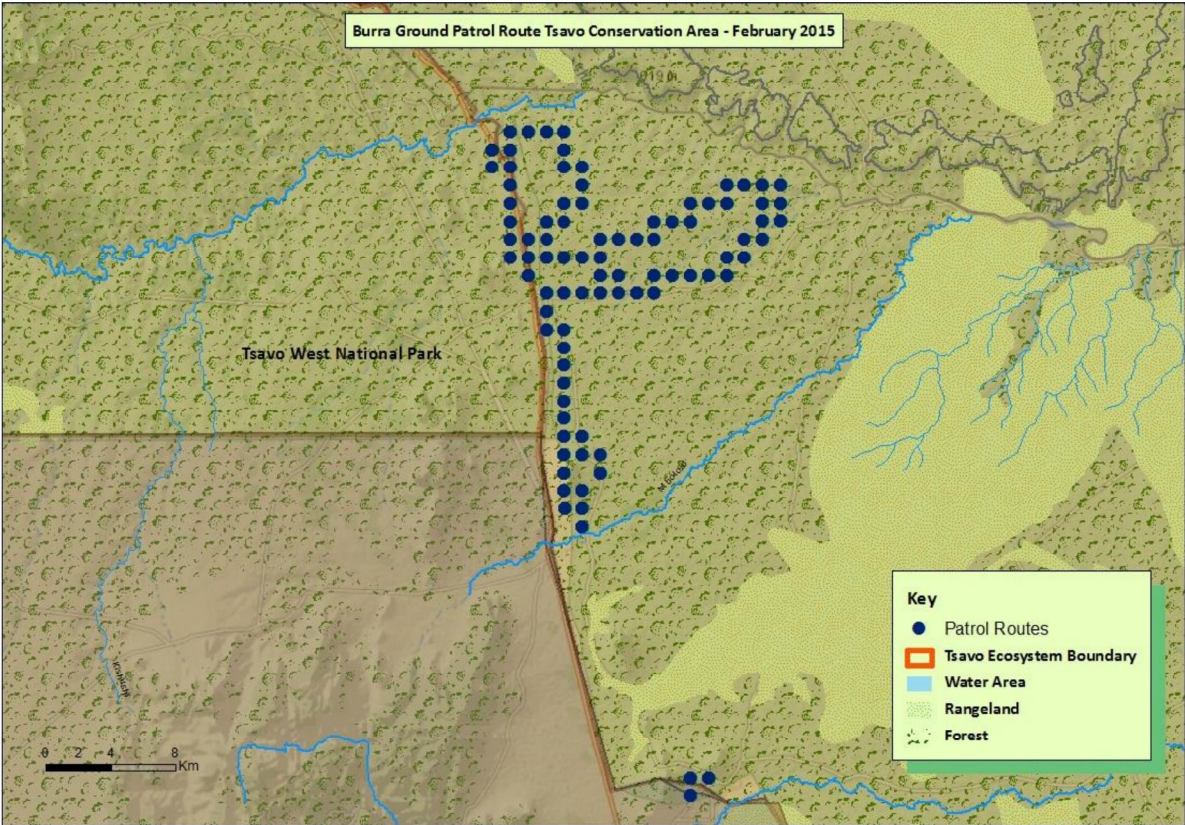 Burra Ground Patrol Route Tsavo Conservation Area - February 2015
Tsavo West National Park
Key
Patrol Routes
Tsavo Ecosystem Boundary
Water Area
Rangeland
Forest
0 2 4 8
Km